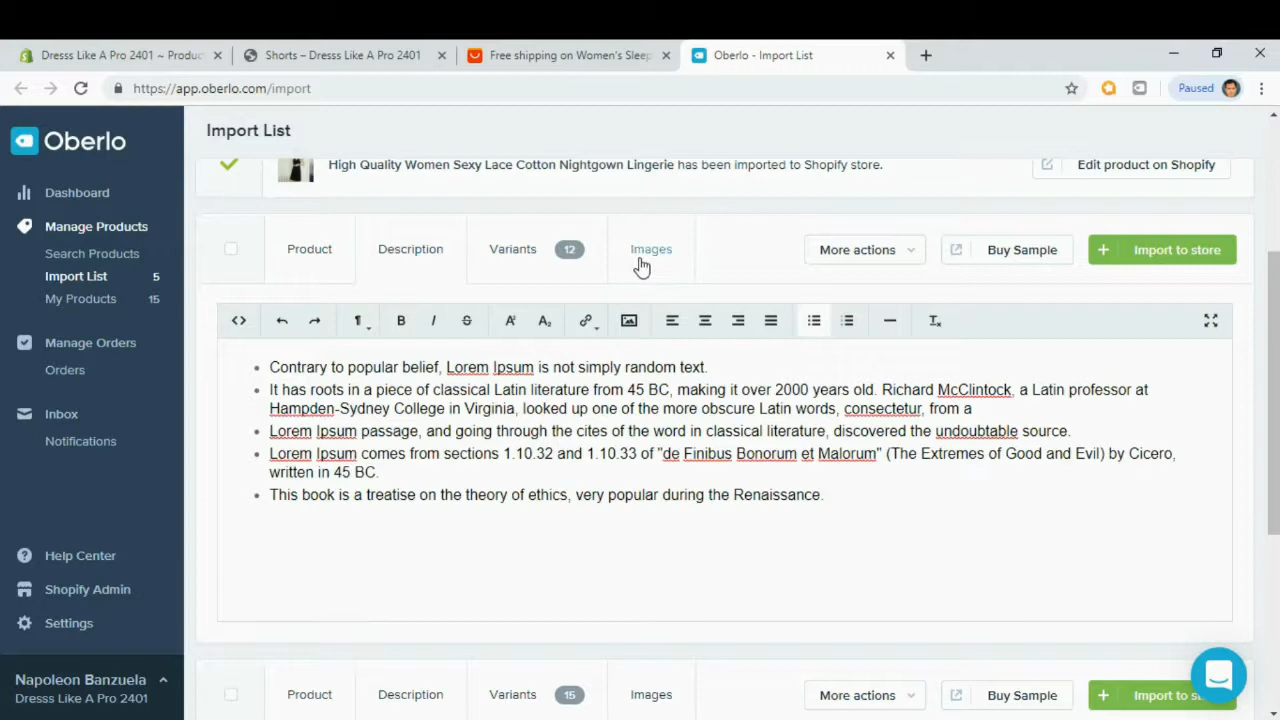 Dresss Like A Pro 2401 ~ Produc
Shorts – Dresss Like A Pro 2401
Free shipping on Women's Sleep
Oberlo - Import List
https://app.oberlo.com/import
Paused
Oberlo
Import List
High Quality Women Sexy Lace Cotton Nightgown Lingerie has been imported to Shopify store.
Edit product on Shopify
Dashboard
Manage Products
Search Products
Import List 5
My Products 15
Manage Orders
Orders
Inbox
Notifications
Help Center
Shopify Admin
Settings
Napoleon Banzuela
Dresss Like A Pro 2401
Product Description Variants 12 Images More actions Buy Sample + Import to store
Contrary to popular belief, Lorem Ipsum is not simply random text.
It has roots in a piece of classical Latin literature from 45 BC, making it over 2000 years old. Richard McClintock, a Latin professor at
Hampden-Sydney College in Virginia, looked up one of the more obscure Latin words, consectetur, from a
Lorem Ipsum passage, and going through the cites of the word in classical literature, discovered the undoubtable source.
Lorem Ipsum comes from sections 1.10.32 and 1.10.33 of "de Finibus Bonorum et Malorum" (The Extremes of Good and Evil) by Cicero,
written in 45 BC.
This book is a treatise on the theory of ethics, very popular during the Renaissance.
Product Description Variants 15 Images More actions Buy Sample + Import to s